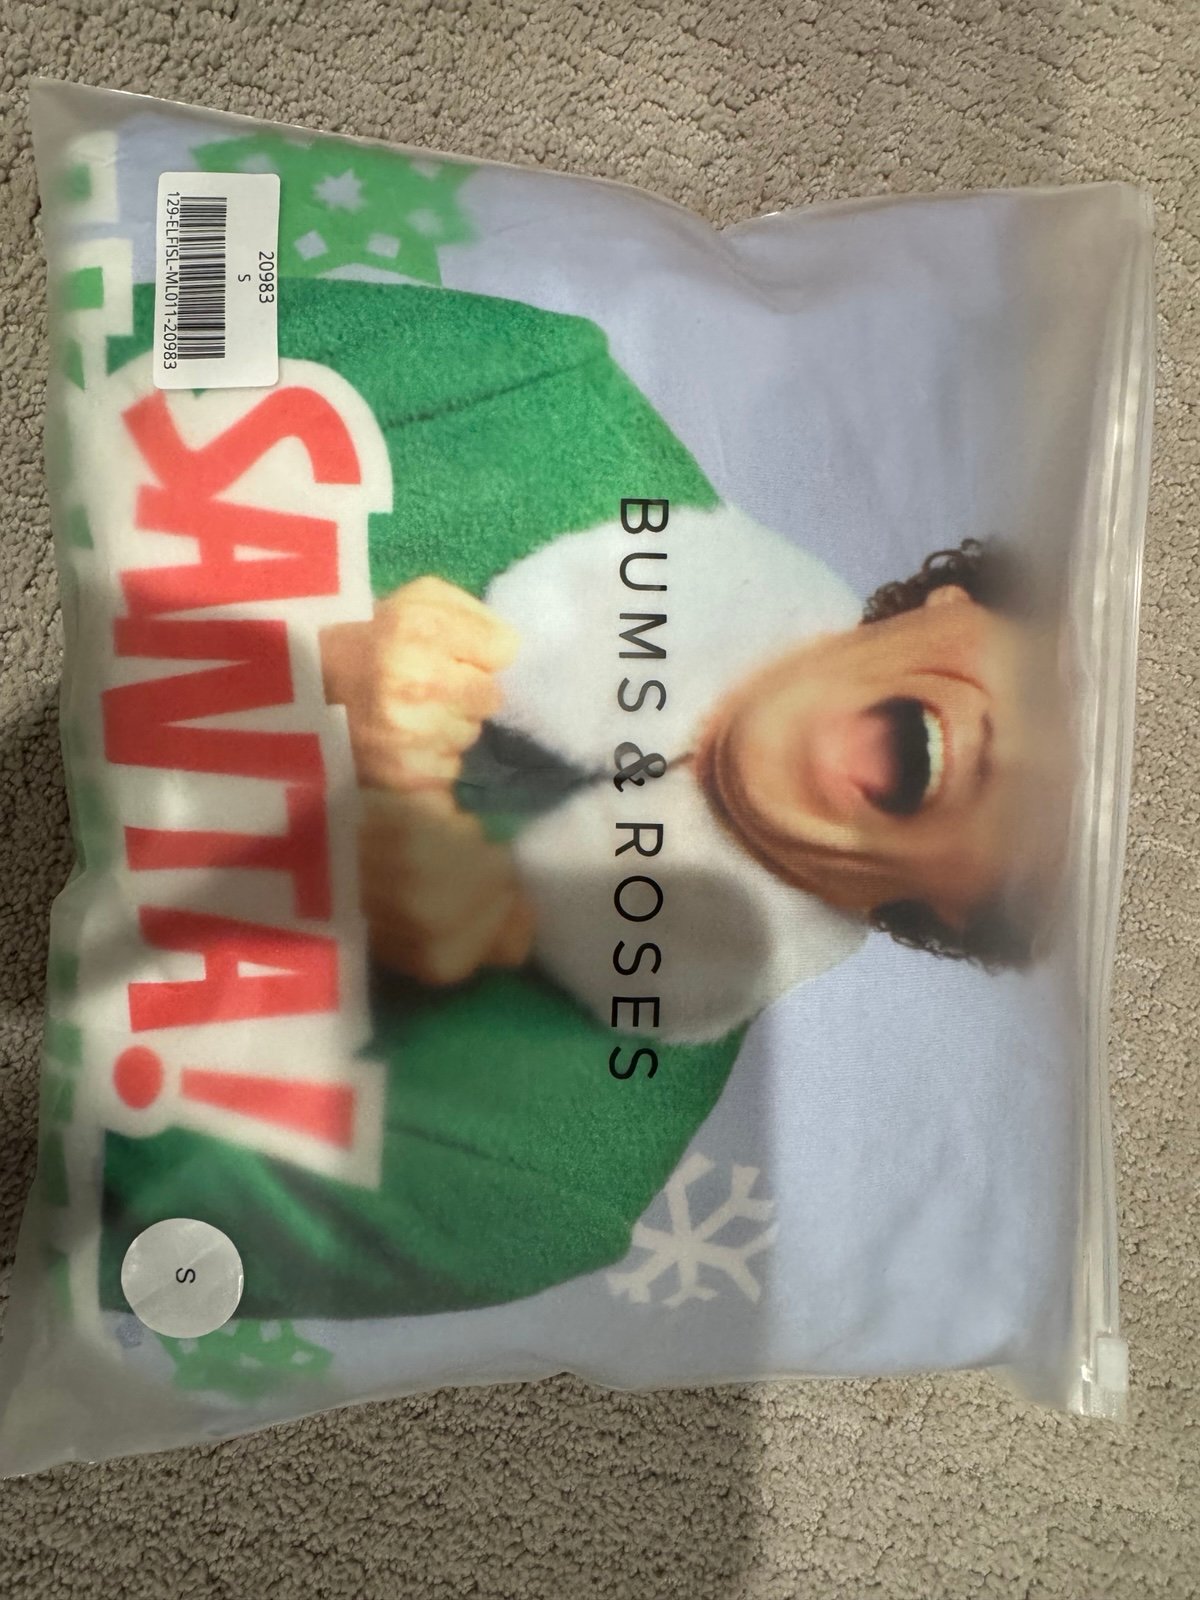 20983
S
129-ELFISL-ML011-20983
BUMS & ROSES
SANTA!
S